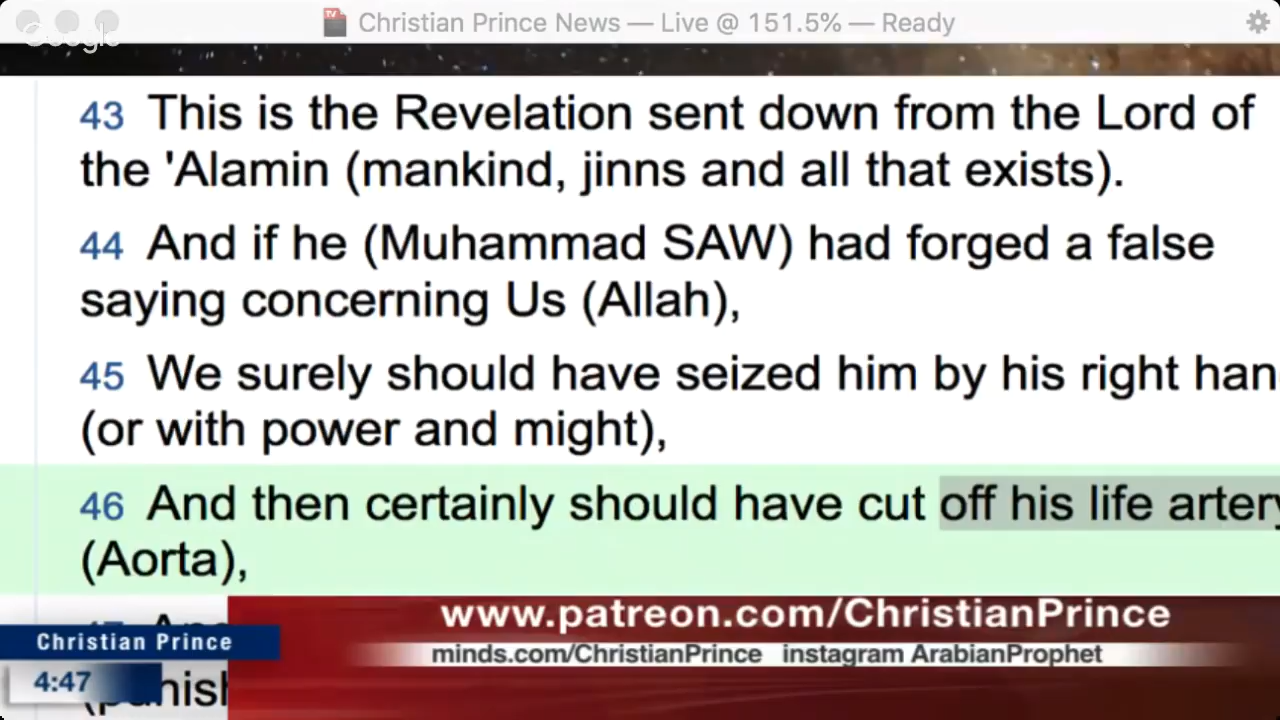 Christian Prince News — Live @ 151.5% — Ready
Google
43 This is the Revelation sent down from the Lord of
the 'Alamin (mankind, jinns and all that exists).
44 And if he (Muhammad SAW) had forged a false
saying concerning Us (Allah),
45 We surely should have seized him by his right han
(or with power and might),
46 And then certainly should have cut off his life artery
(Aorta),
www.patreon.com/ChristianPrince
Christian Prince
minds.com/ChristianPrince instagram ArabianProphet
4:47